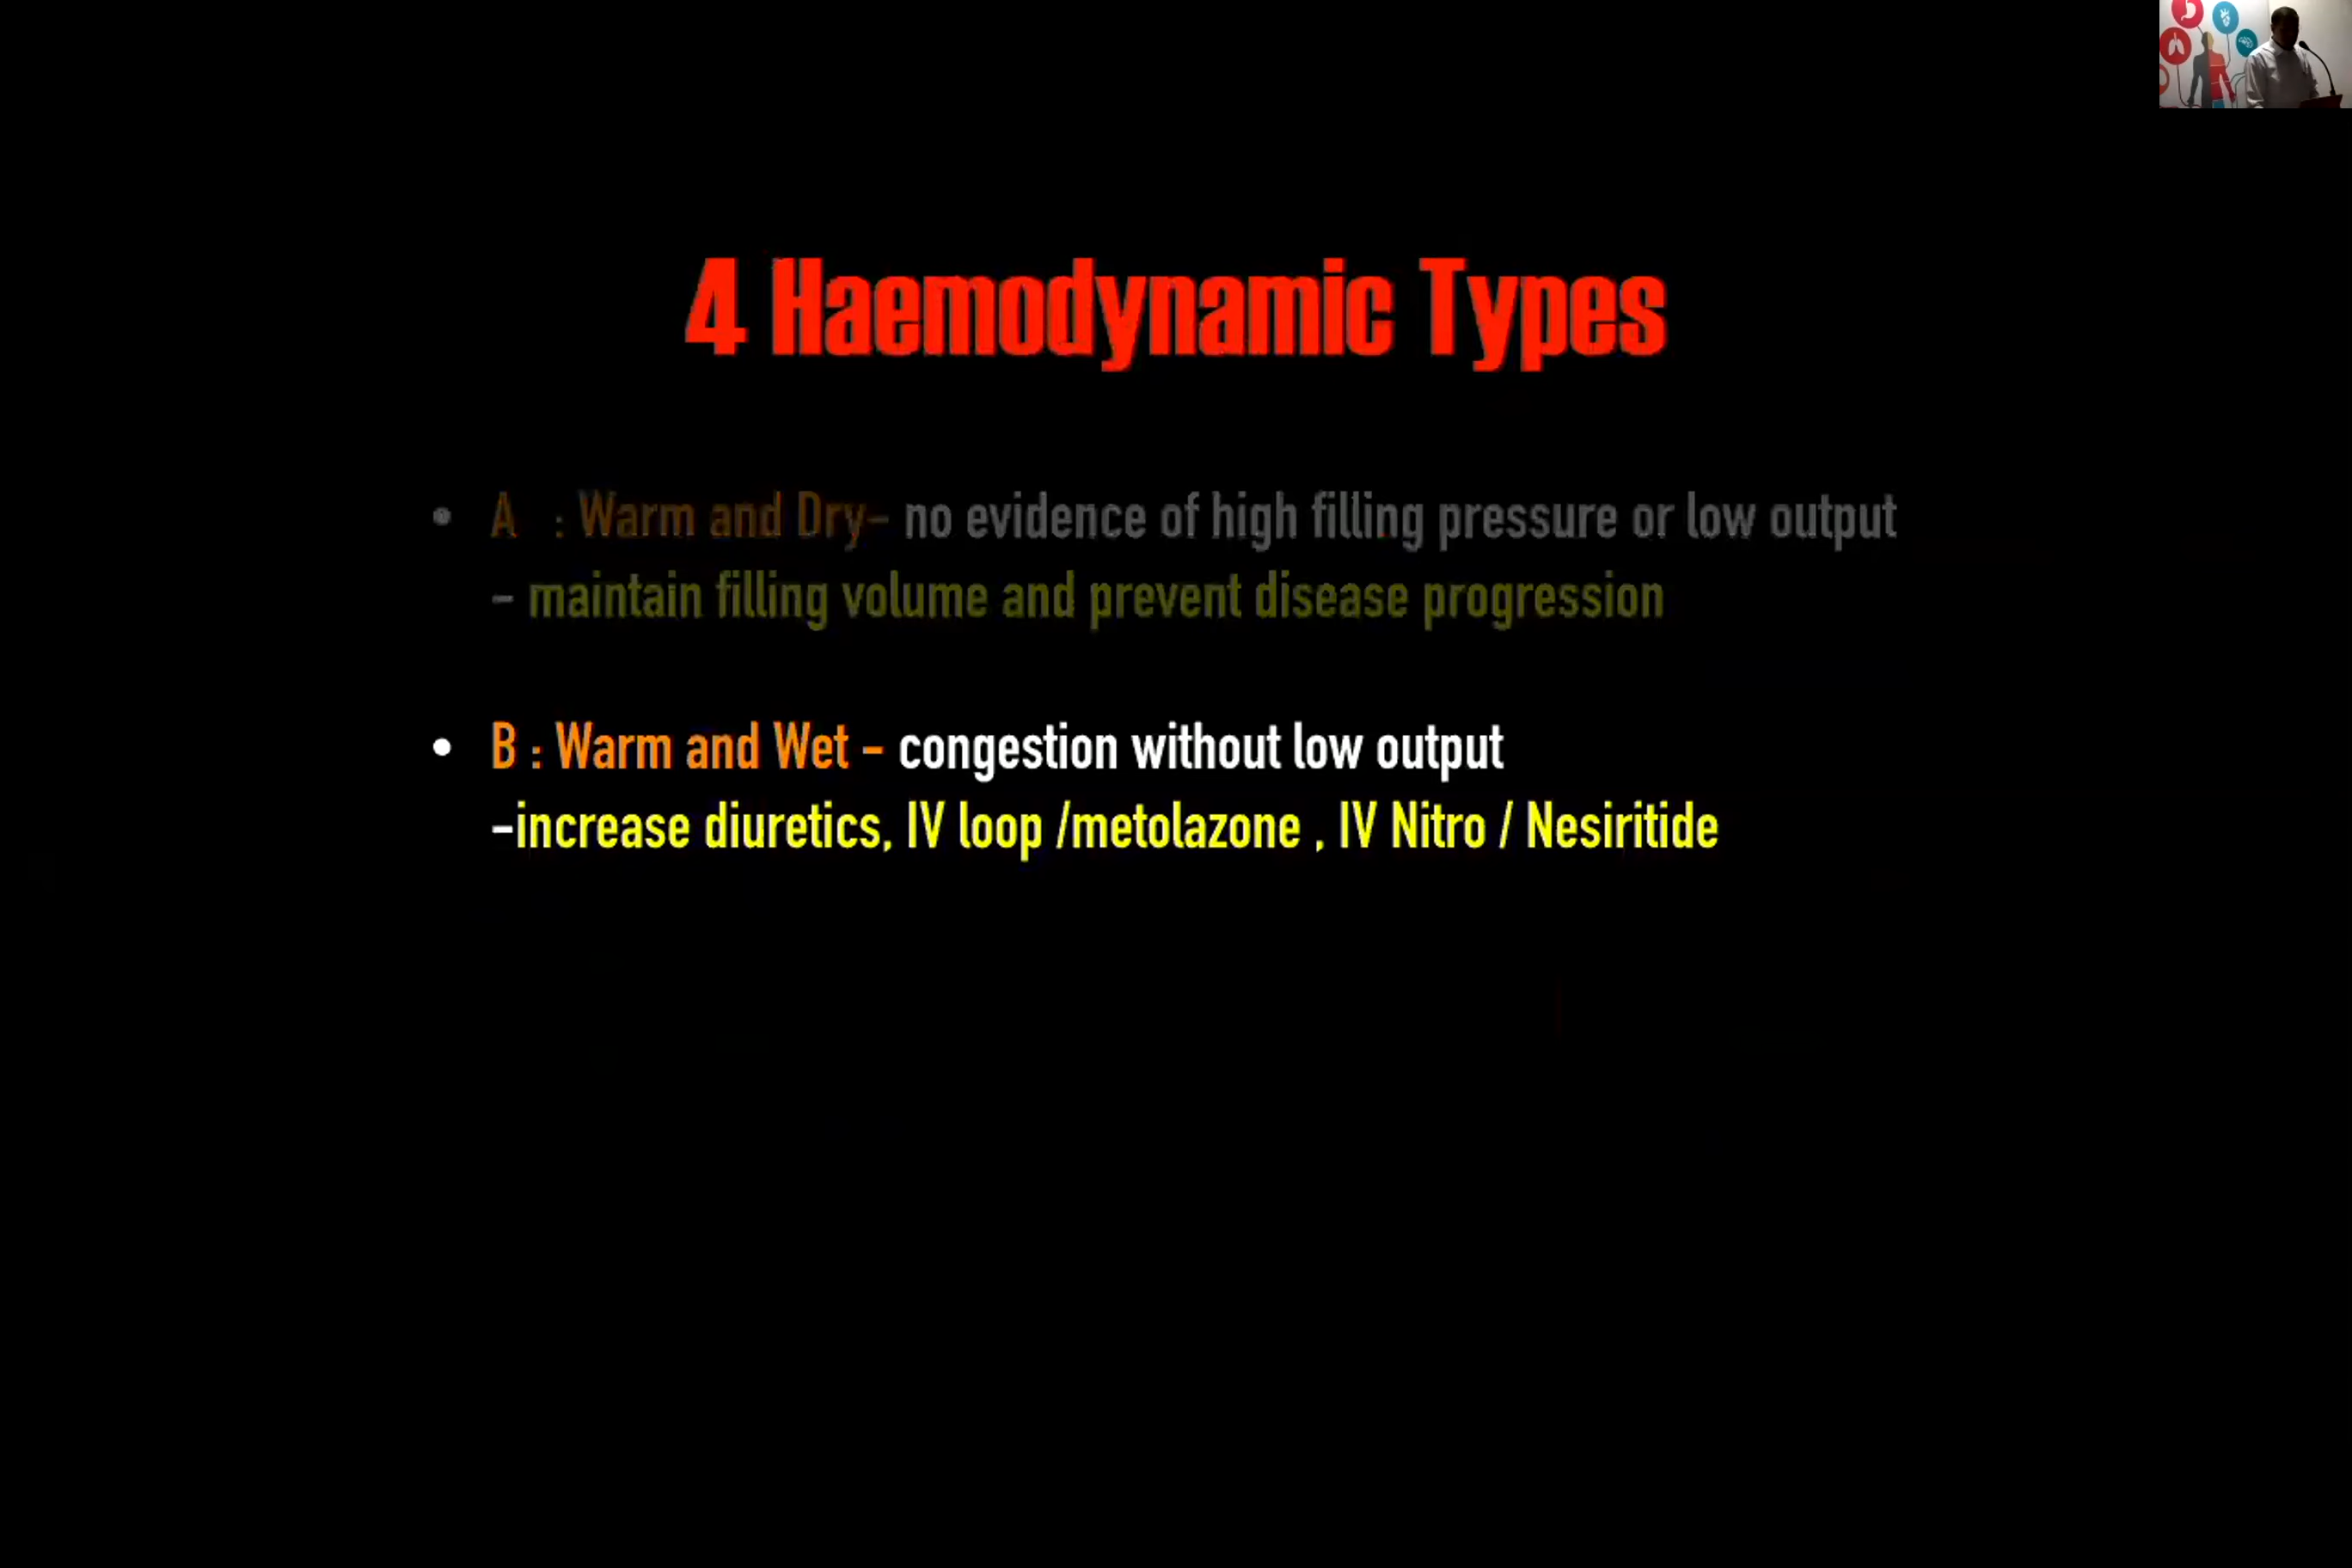 4 Haemodynamic Types
• A : Warm and Dry– no evidence of high filling pressure or low output
– maintain filling volume and prevent disease progression
• B : Warm and Wet – congestion without low output
–increase diuretics, IV loop /metolazone , IV Nitro / Nesiritide